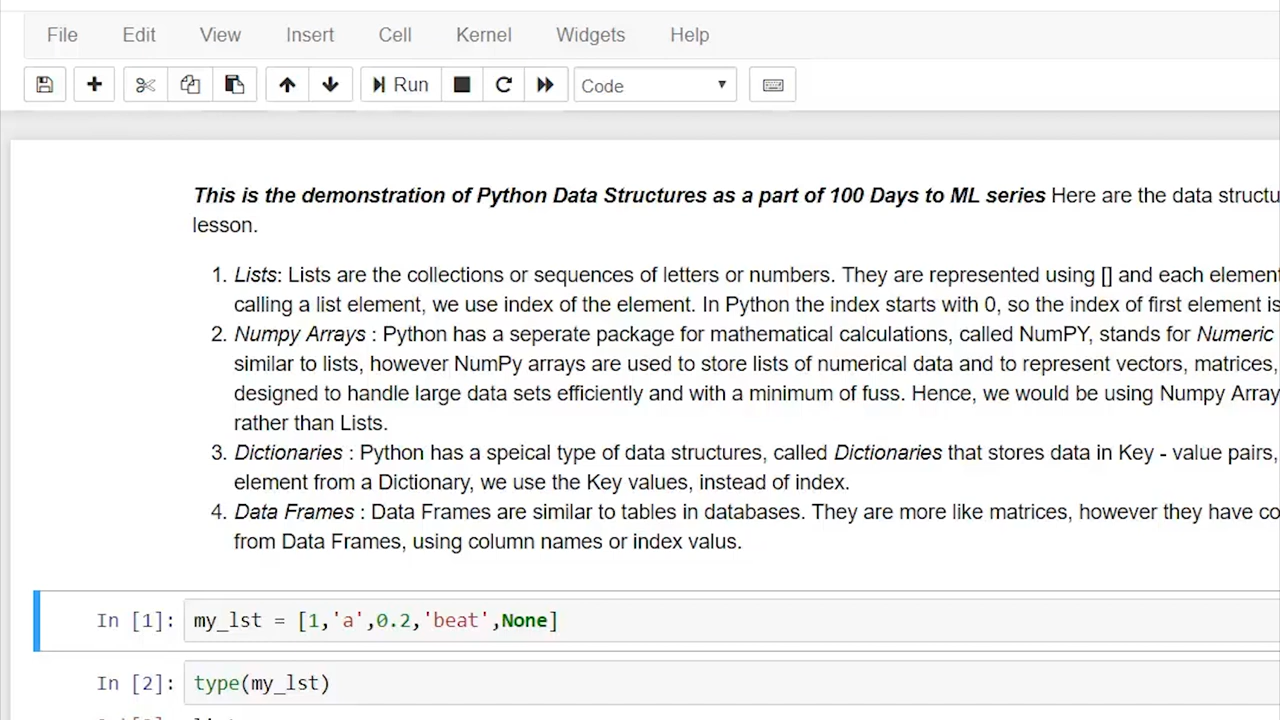 File Edit View Insert Cell Kernel Widgets Help
Run Code
This is the demonstration of Python Data Structures as a part of 100 Days to ML series Here are the data structu
lesson.
1. Lists: Lists are the collections or sequences of letters or numbers. They are represented using [] and each element
calling a list element, we use index of the element. In Python the index starts with 0, so the index of first element is
2. Numpy Arrays : Python has a seperate package for mathematical calculations, called NumPY, stands for Numeric
similar to lists, however NumPy arrays are used to store lists of numerical data and to represent vectors, matrices,
designed to handle large data sets efficiently and with a minimum of fuss. Hence, we would be using Numpy Array
rather than Lists.
3. Dictionaries : Python has a speical type of data structures, called Dictionaries that stores data in Key - value pairs,
element from a Dictionary, we use the Key values, instead of index.
4. Data Frames : Data Frames are similar to tables in databases. They are more like matrices, however they have co
from Data Frames, using column names or index valus.
In [1]: my_lst = [1,'a',0.2,'beat',None]
In [2]: type(my_lst)